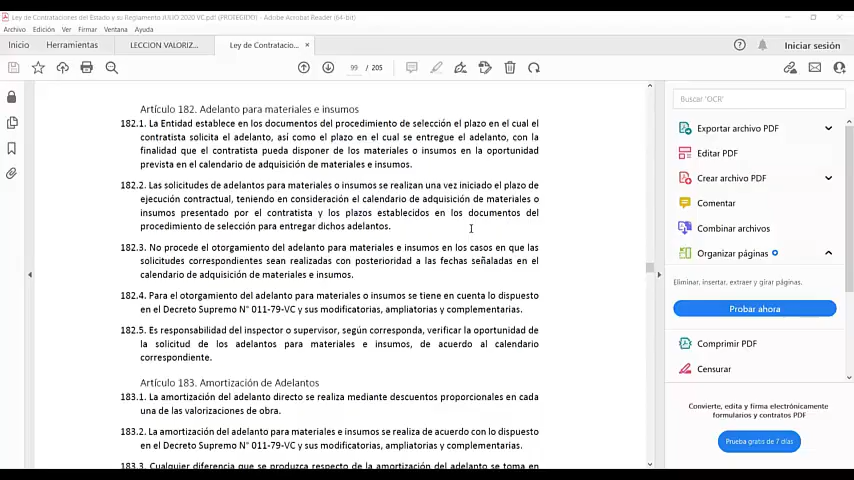 Ley de Contrataciones del Estado y su Reglamento JULIO 2020 VC.pdf (PROTEGIDO) - Adobe Acrobat Reader (64-bit)
Archivo Edición Ver Firmar Ventana Ayuda
Inicio Herramientas LECCION VALORIZ... Ley de Contratacio... × Iniciar sesión
99 / 205
Artículo 182. Adelanto para materiales e insumos
182.1. La Entidad establece en los documentos del procedimiento de selección el plazo en el cual el
contratista solicita el adelanto, así como el plazo en el cual se entregue el adelanto, con la
finalidad que el contratista pueda disponer de los materiales o insumos en la oportunidad
prevista en el calendario de adquisición de materiales e insumos.
182.2. Las solicitudes de adelantos para materiales o insumos se realizan una vez iniciado el plazo de
ejecución contractual, teniendo en consideración el calendario de adquisición de materiales o
insumos presentado por el contratista y los plazos establecidos en los documentos del
procedimiento de selección para entregar dichos adelantos.
182.3. No procede el otorgamiento del adelanto para materiales e insumos en los casos en que las
solicitudes correspondientes sean realizadas con posterioridad a las fechas señaladas en el
calendario de adquisición de materiales e insumos.
182.4. Para el otorgamiento del adelanto para materiales o insumos se tiene en cuenta lo dispuesto
en el Decreto Supremo N° 011-79-VC y sus modificatorias, ampliatorias y complementarias.
182.5. Es responsabilidad del inspector o supervisor, según corresponda, verificar la oportunidad de
la solicitud de los adelantos para materiales e insumos, de acuerdo al calendario
correspondiente.
Artículo 183. Amortización de Adelantos
183.1. La amortización del adelanto directo se realiza mediante descuentos proporcionales en cada
una de las valorizaciones de obra.
183.2. La amortización del adelanto para materiales e insumos se realiza de acuerdo con lo dispuesto
en el Decreto Supremo N° 011-79-VC y sus modificatorias, ampliatorias y complementarias.
183.3. Cualquier diferencia que se produzca respecto de la amortización del adelanto se toma en
Buscar 'OCR'
Exportar archivo PDF
Editar PDF
Crear archivo PDF
Comentar
Combinar archivos
Organizar páginas
Eliminar, insertar, extraer y girar páginas.
Probar ahora
Comprimir PDF
Censurar
Convierte, edita y firma electrónicamente
formularios y contratos PDF
Prueba gratis de 7 días